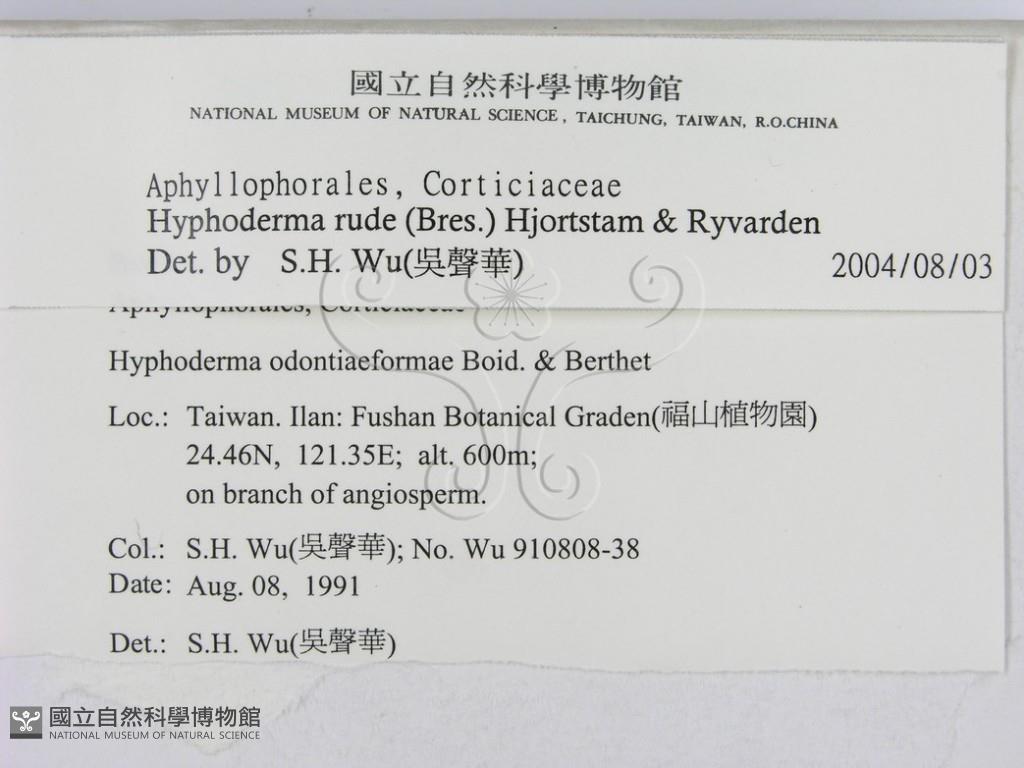 國立自然科學博物館
NATIONAL MUSEUM OF NATURAL SCIENCE, TAICHUNG, TAIWAN, R.O.CHINA
Aphyllophorales, Corticiaceae
Hyphoderma rude (Bres.) Hjortstam & Ryvarden
Det. by S.H. Wu(吳聲華) 2004/08/03
Aphyllophorales, Corticiaceae
Hyphoderma odontiaeformae Boid. & Berthet
Loc.: Taiwan. Ilan: Fushan Botanical Graden(福山植物園)
24.46N, 121.35E; alt. 600m;
on branch of angiosperm.
Col.: S.H. Wu(吳聲華); No. Wu 910808-38
Date: Aug. 08, 1991
Det.: S.H. Wu(吳聲華)
國立自然科學博物館
NATIONAL MUSEUM OF NATURAL SCIENCE